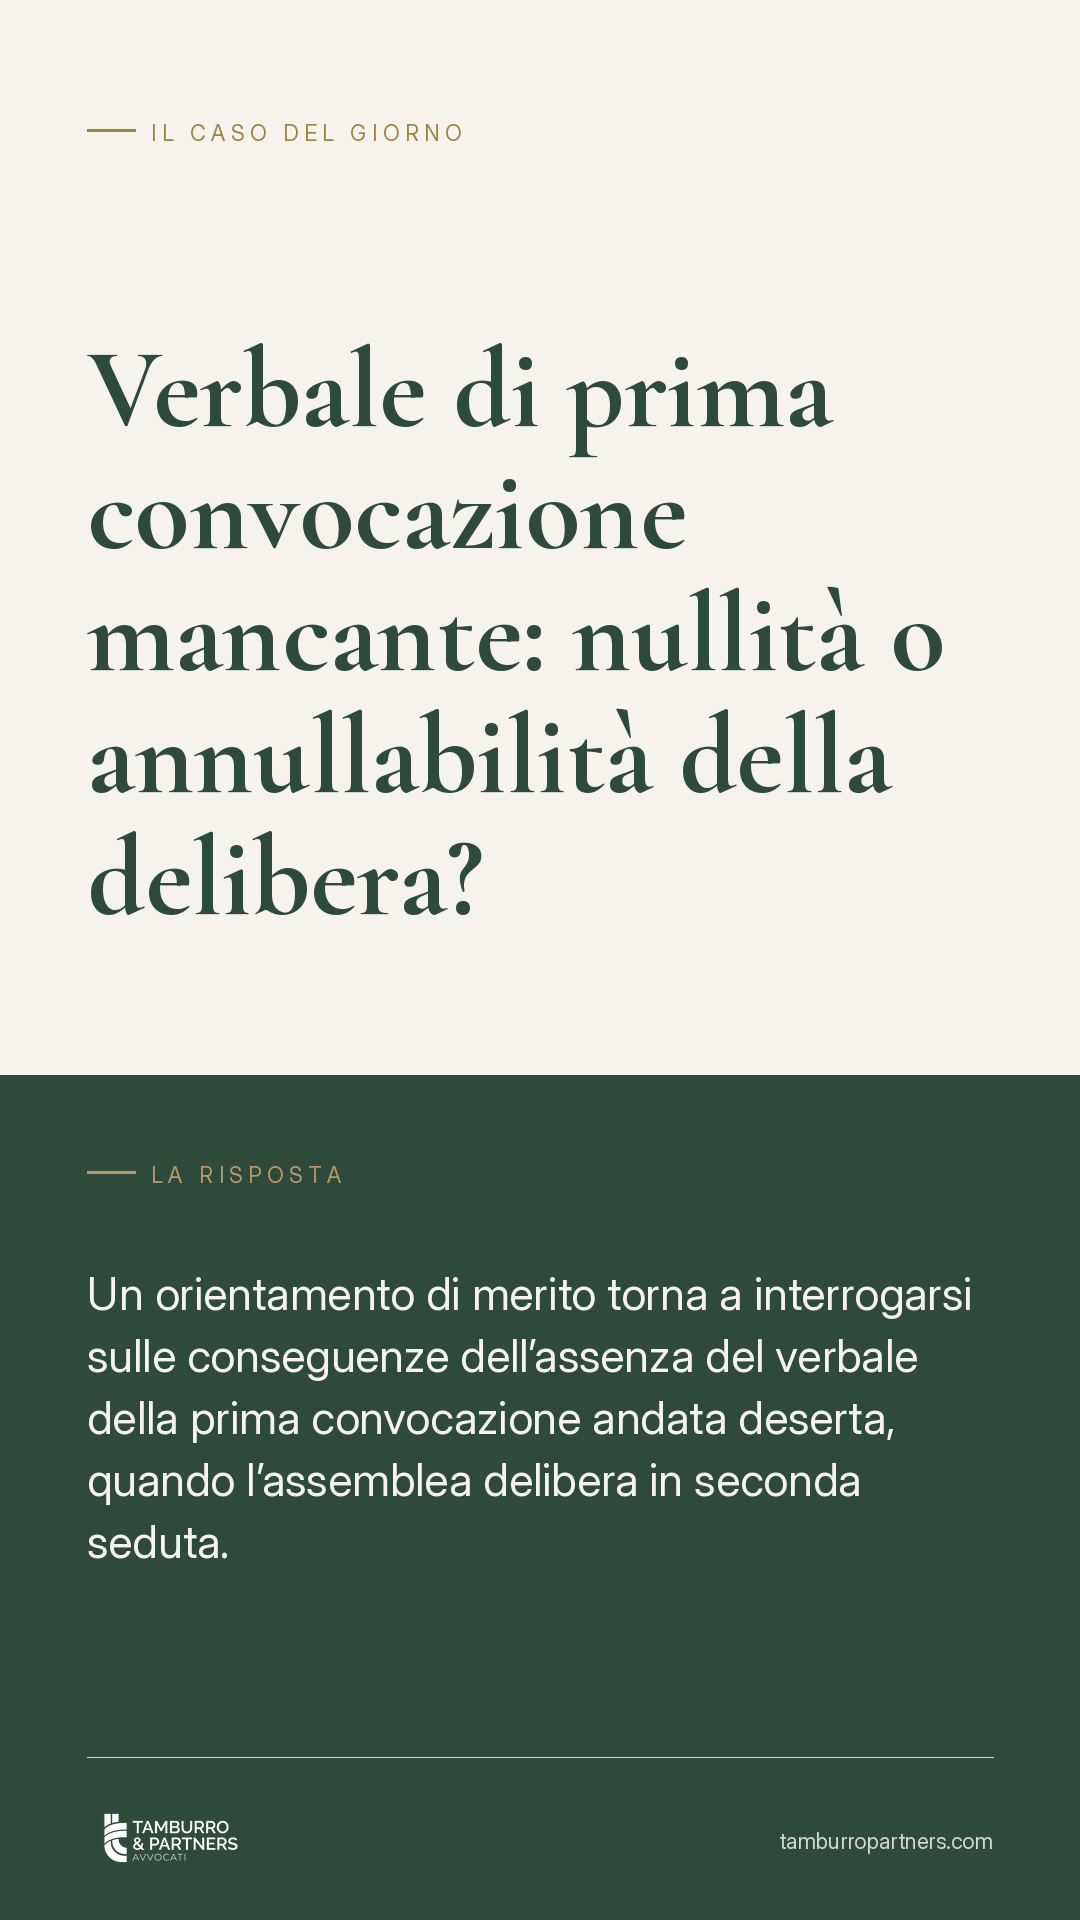 IL CASO DEL GIORNO
Verbale di prima
convocazione
mancante: nullità o
annullabilità della
delibera?
LA RISPOSTA
Un orientamento di merito torna a interrogarsi
sulle conseguenze dell’assenza del verbale
della prima convocazione andata deserta,
quando l’assemblea delibera in seconda
seduta.
TAMBURRO
& PARTNERS
AVVOCATI
tamburropartners.com